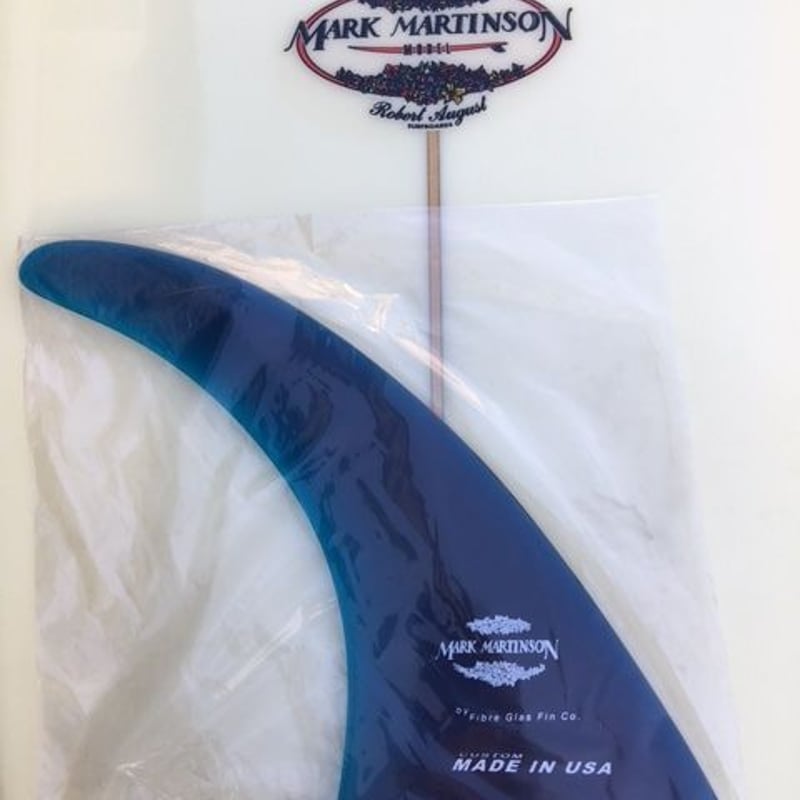 MARK MARTINSON
MODEL
Robert August
SURFBOARDS
MARK MARTINSON
by Fibre Glas Fin Co.
CUSTOM
MADE IN USA